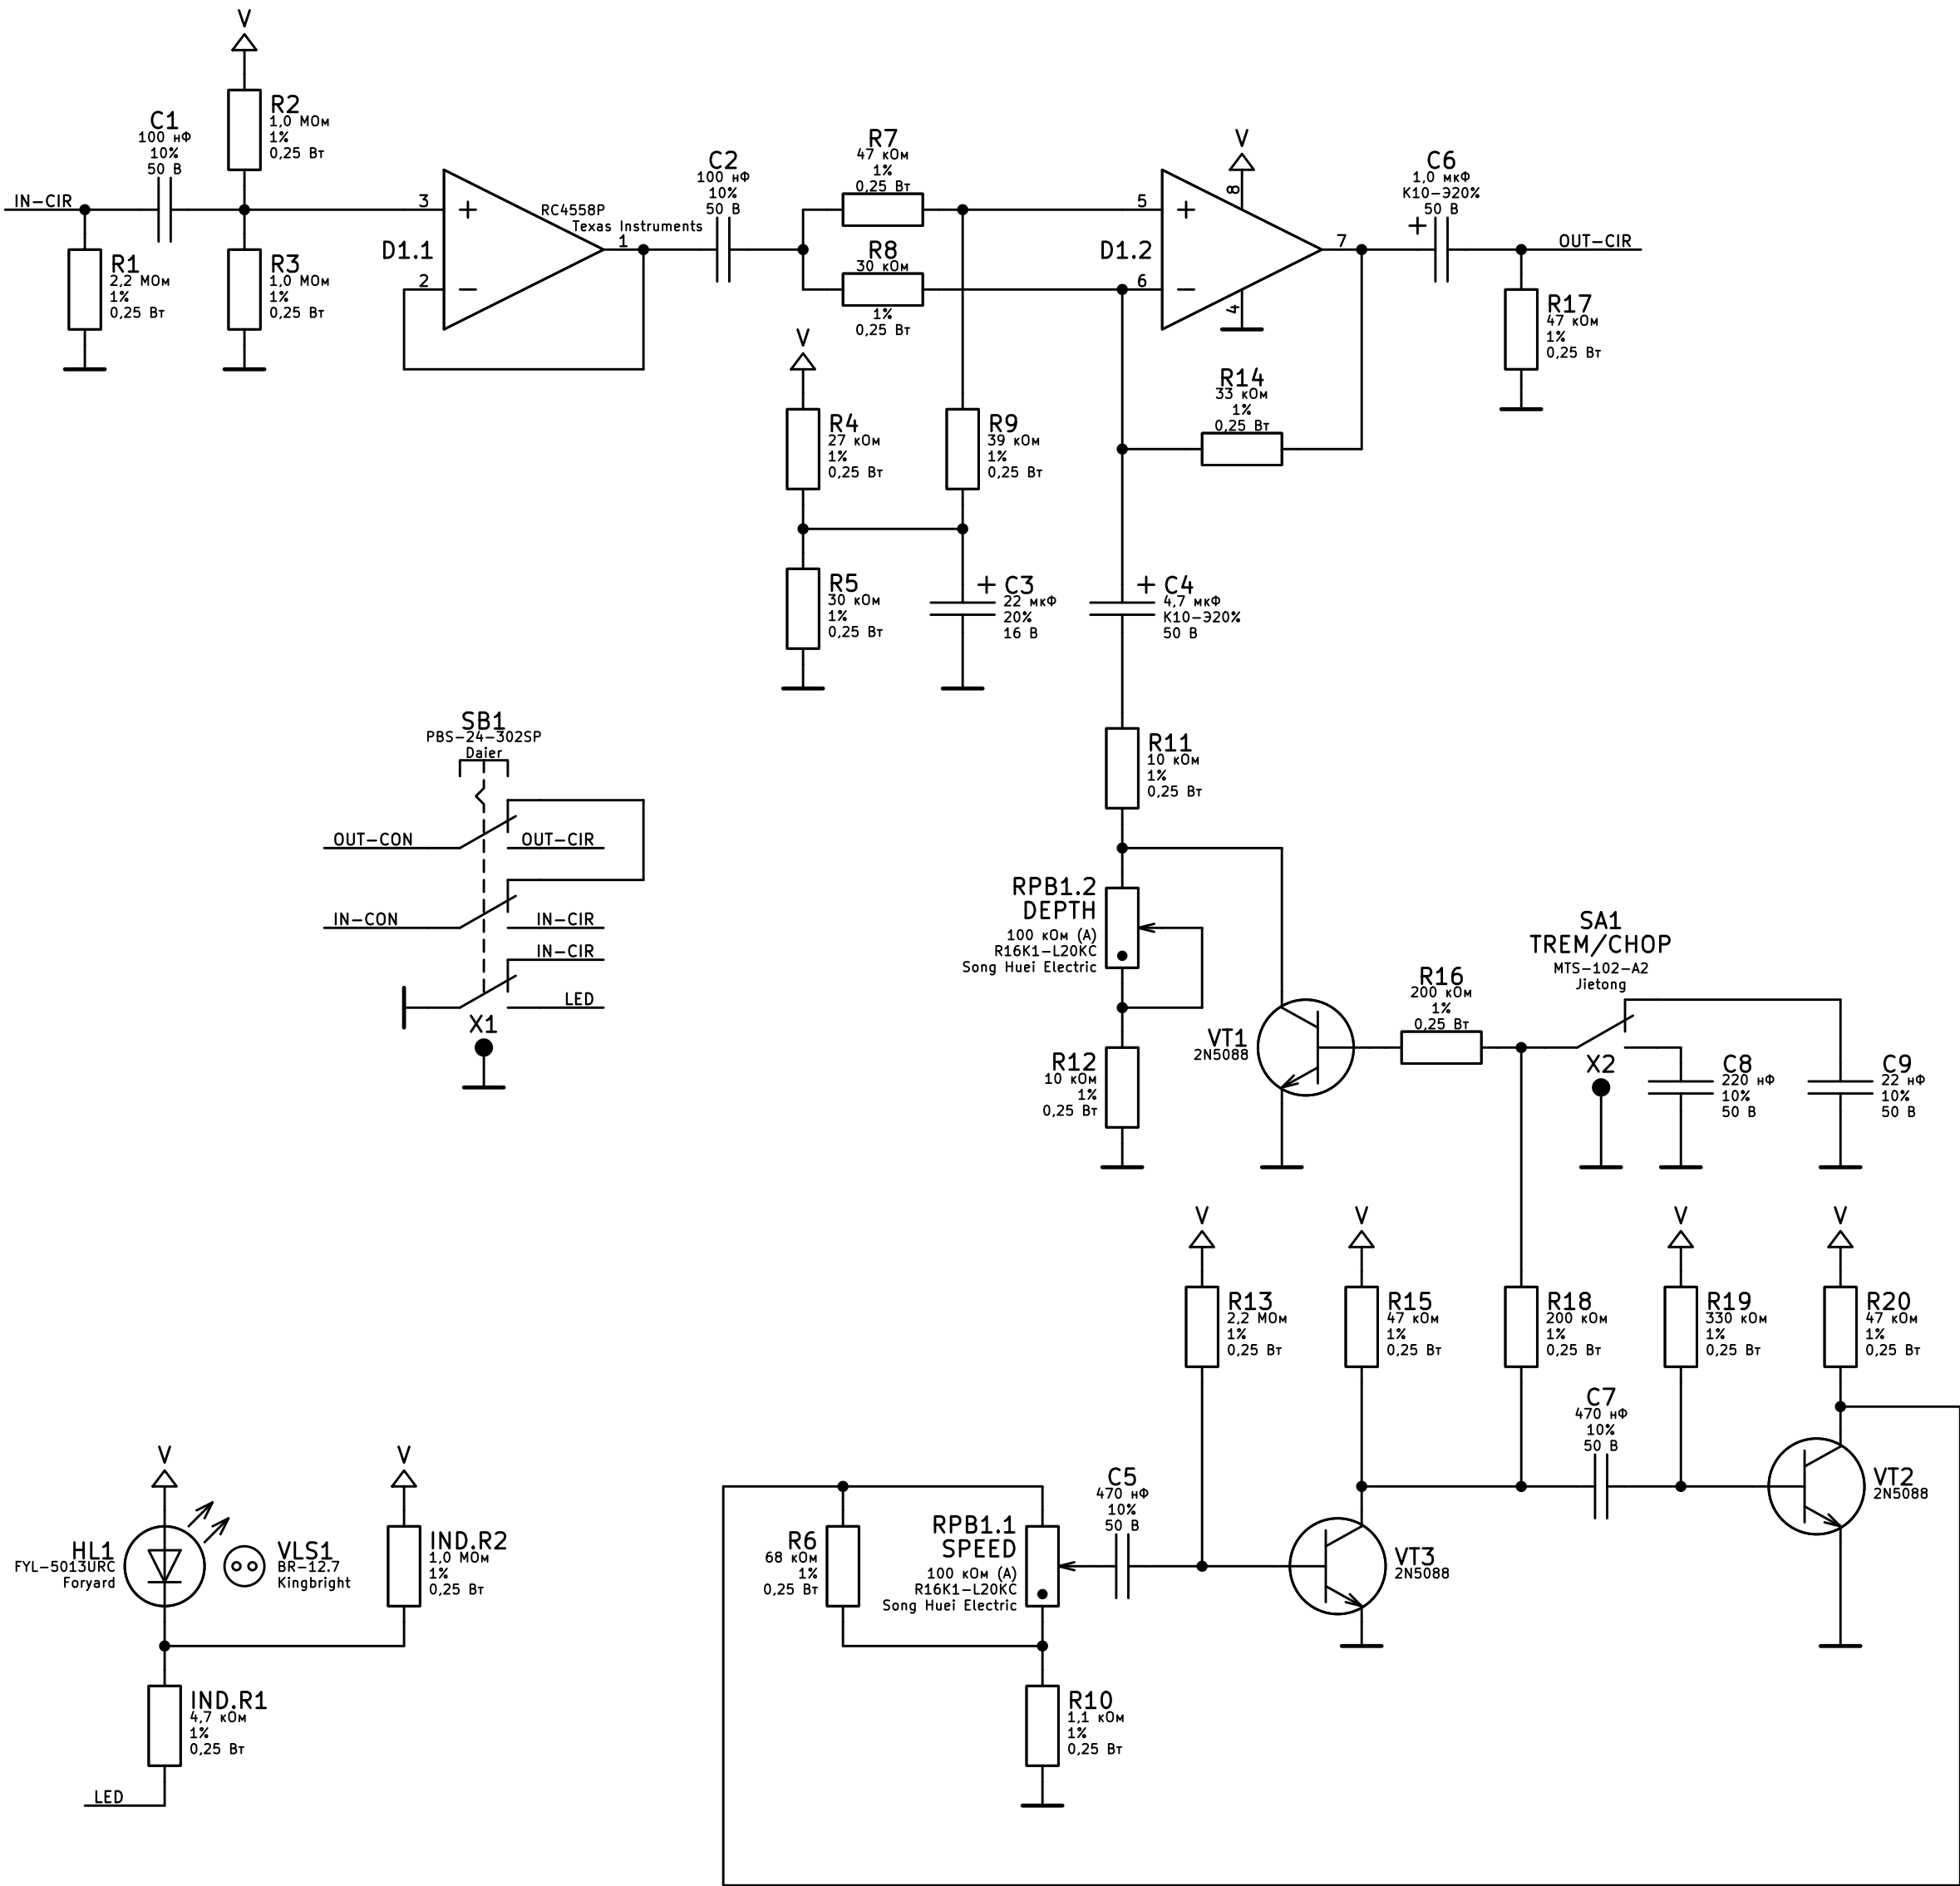 V
R2
1,0 МОм
1%
0,25 Вт
C1
100 нФ
10%
50 В
IN-CIR
R1
2,2 МОм
1%
0,25 Вт
R3
1,0 МОм
1%
0,25 Вт
3
2
D1.1
RC4558P
Texas Instruments
1
C2
100 нФ
10%
50 В
R7
47 кОм
1%
0,25 Вт
R8
30 кОм
1%
0,25 Вт
V
8
5
6
D1.2
7
4
C6
1,0 мкФ
К10-Э20%
50 В
OUT-CIR
R17
47 кОм
1%
0,25 Вт
V
R4
27 кОм
1%
0,25 Вт
R9
39 кОм
1%
0,25 Вт
R14
33 кОм
1%
0,25 Вт
R5
30 кОм
1%
0,25 Вт
+ C3
22 мкФ
20%
16 В
+ C4
4,7 мкФ
К10-Э20%
50 В
SB1
PBS-24-302SP
Daier
OUT-CON
OUT-CIR
IN-CON
IN-CIR
IN-CIR
LED
X1
R11
10 кОм
1%
0,25 Вт
RPB1.2
DEPTH
100 кОм (А)
R16K1-L20KC
Song Huei Electric
R12
10 кОм
1%
0,25 Вт
VT1
2N5088
R16
200 кОм
1%
0,25 Вт
SA1
TREM/CHOP
MTS-102-A2
Jietong
X2
C8
220 нФ
10%
50 В
C9
22 нФ
10%
50 В
V
R13
2,2 МОм
1%
0,25 Вт
V
R15
47 кОм
1%
0,25 Вт
R18
200 кОм
1%
0,25 Вт
V
R19
330 кОм
1%
0,25 Вт
V
R20
47 кОм
1%
0,25 Вт
C7
470 нФ
10%
50 В
VT2
2N5088
V
V
HL1
FYL-5013URC
Foryard
VLS1
BR-12.7
Kingbright
IND.R2
1,0 МОм
1%
0,25 Вт
IND.R1
4,7 кОм
1%
0,25 Вт
LED
R6
68 кОм
1%
0,25 Вт
RPB1.1
SPEED
100 кОм (А)
R16K1-L20KC
Song Huei Electric
C5
470 нФ
10%
50 В
VT3
2N5088
R10
1,1 кОм
1%
0,25 Вт